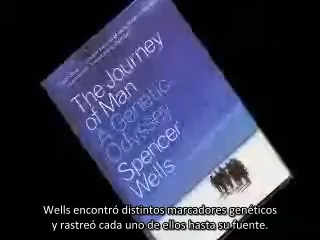 The Journey
of Man
A Genetic
Odyssey
Spencer
Wells
Wells encontró distintos marcadores genéticos
y rastreó cada uno de ellos hasta su fuente.